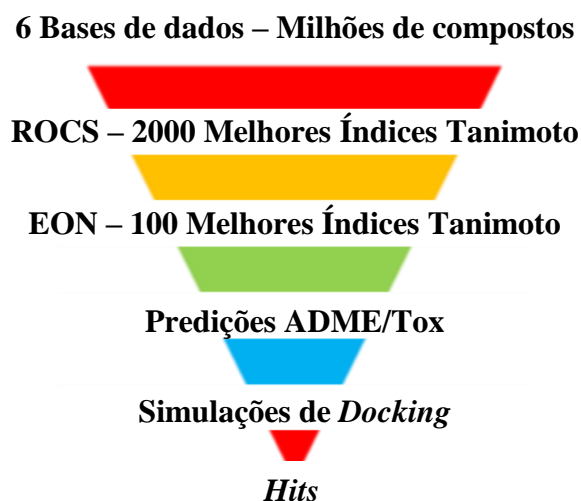 6 Bases de dados – Milhões de compostos
ROCS – 2000 Melhores Índices Tanimoto
EON – 100 Melhores Índices Tanimoto
Predições ADME/Tox
Simulações de Docking
Hits